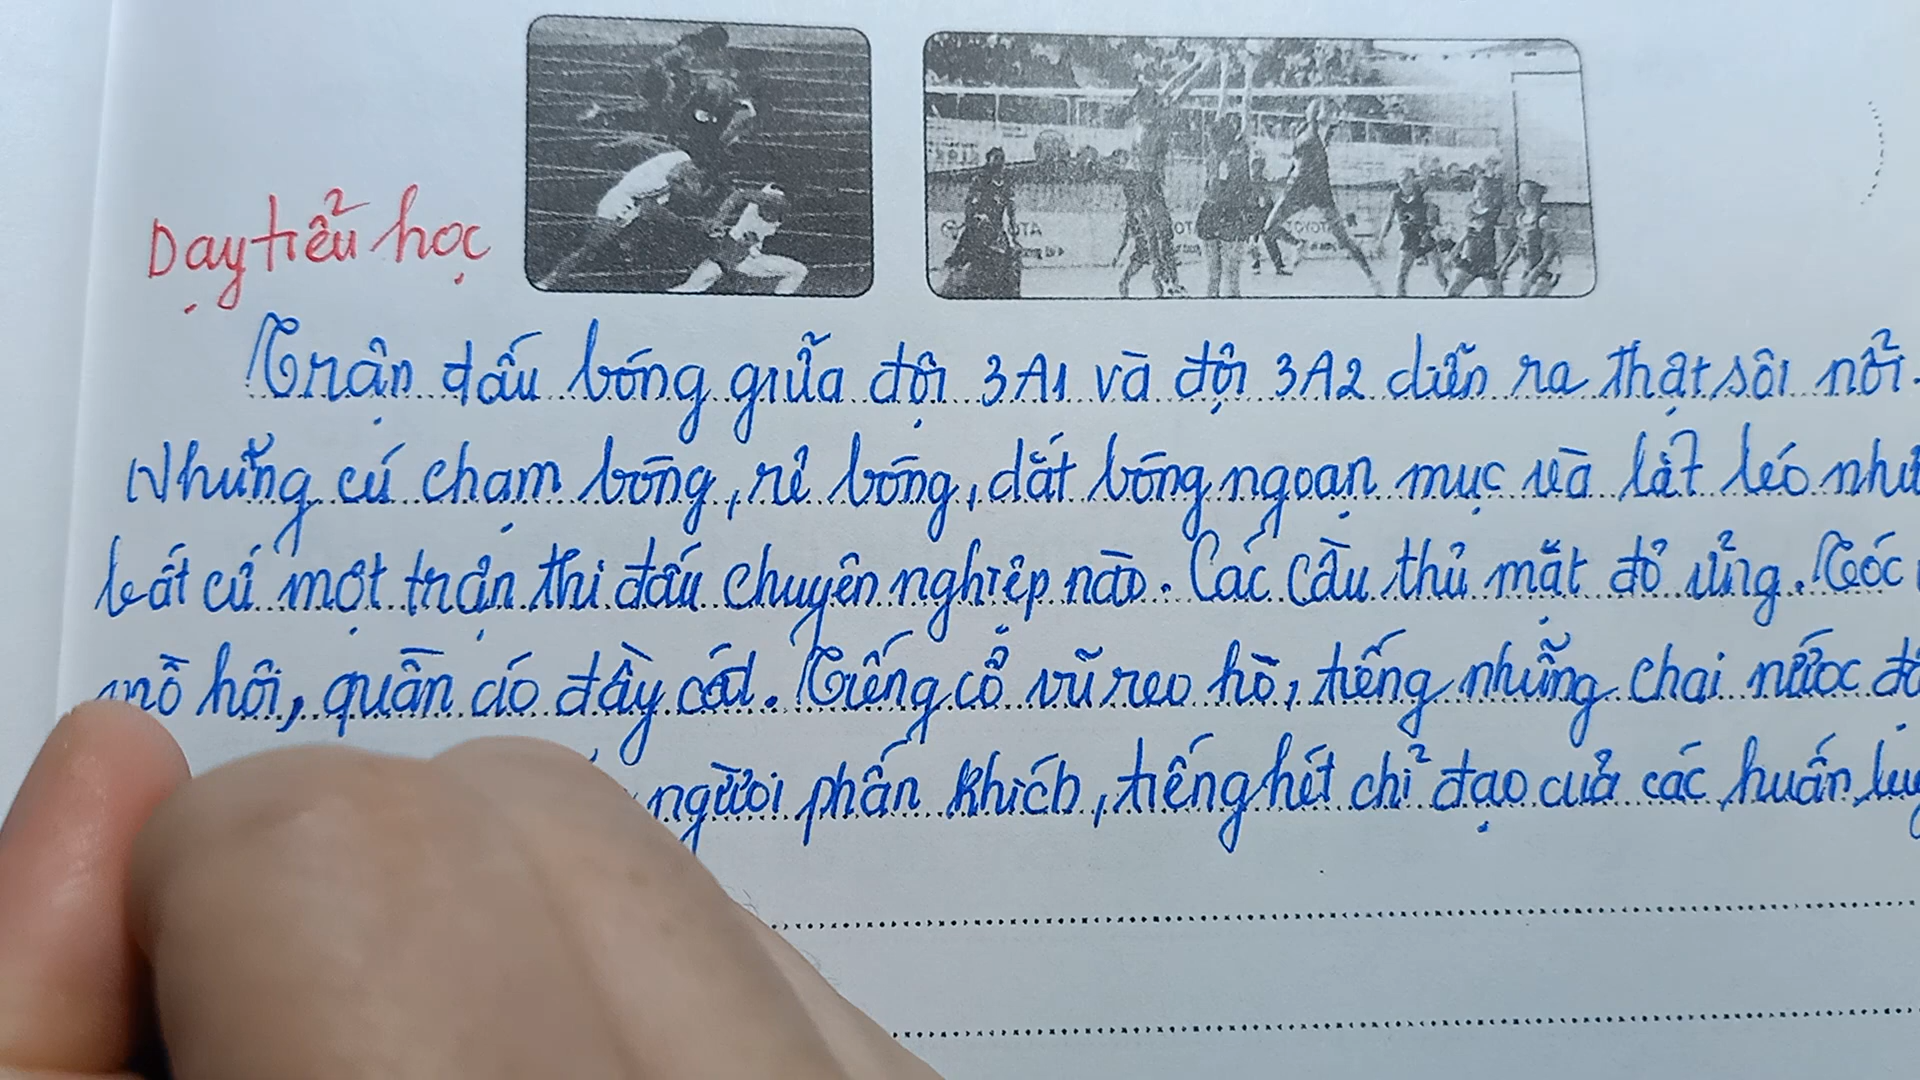 Dạy tiểu học
Trận đấu bóng giữa đội 3A1 và đội 3A2 diễn ra thật sôi nổi.
Những cú chạm bóng, rê bóng, dắt bóng ngoạn mục và lắt léo như
bất cứ một trận thi đấu chuyên nghiệp nào. Các cầu thủ mặt đỏ ửng. Tóc
mồ hôi, quần áo đầy cát. Tiếng cổ vũ reo hò, tiếng những chai nước
người phấn khích, tiếng hét chỉ đạo của các huấn